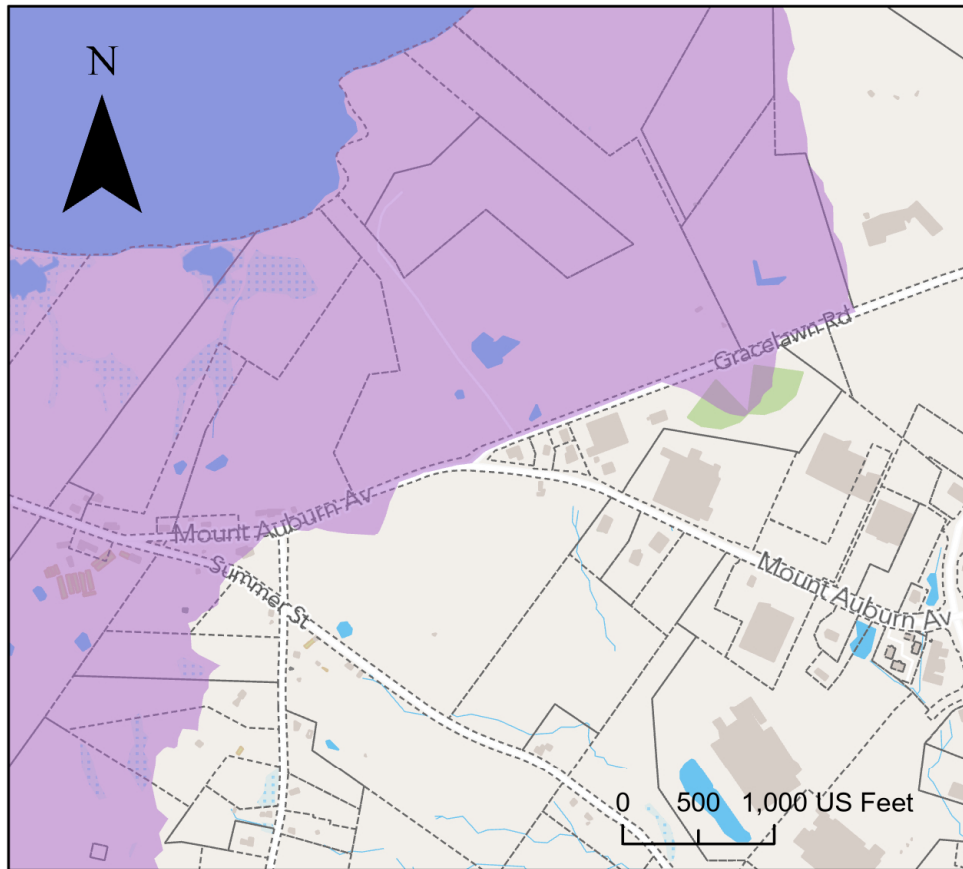 N
Gracelawn Rd
Mount Auburn Av
Summer St
Mount Auburn Av
0 500 1,000 US Feet